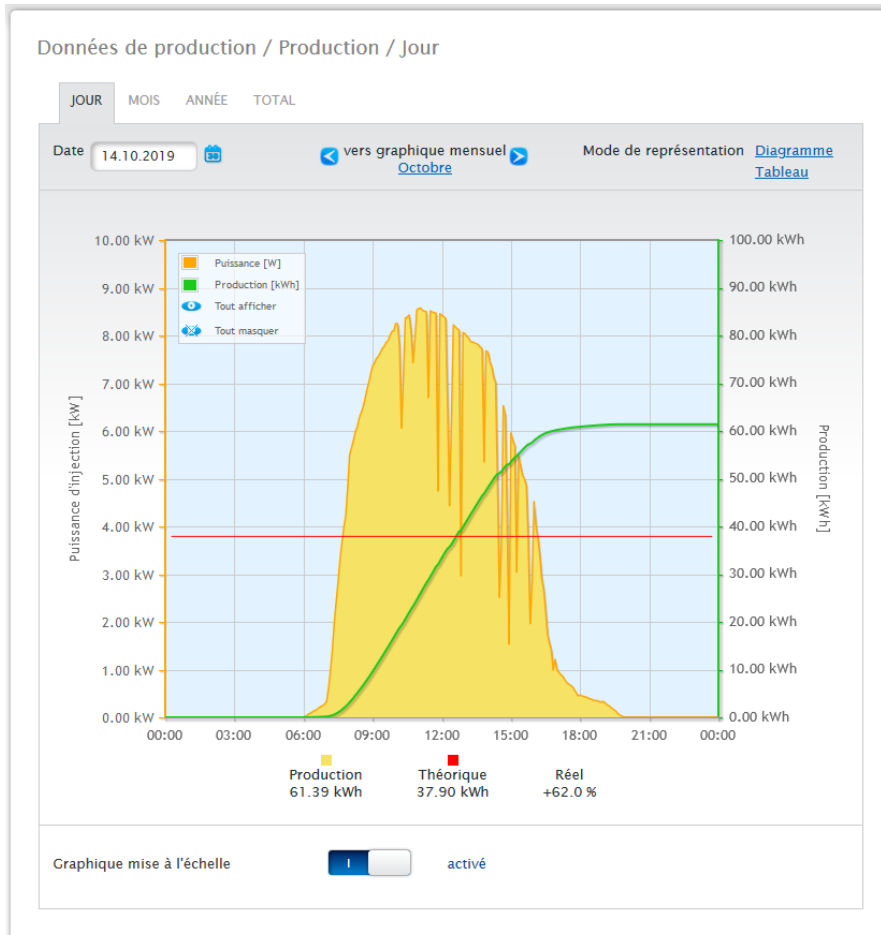 Données de production / Production / Jour
JOUR MOIS ANNÉE TOTAL
Date 14.10.2019 30 vers graphique mensuel Mode de représentation Diagramme
Octobre Tableau
10.00 kW 100.00 kWh
Puissance [W]
Production [kWh]
9.00 kW 90.00 kWh
Tout afficher
Tout masquer
8.00 kW 80.00 kWh
7.00 kW 70.00 kWh
6.00 kW 60.00 kWh
5.00 kW 50.00 kWh
4.00 kW 40.00 kWh
3.00 kW 30.00 kWh
2.00 kW 20.00 kWh
1.00 kW 10.00 kWh
0.00 kW 0.00 kWh
Puissance d'injection [kW]
Production [kWh]
00:00 03:00 06:00 09:00 12:00 15:00 18:00 21:00 00:00
Production Théorique Réel
61.39 kWh 37.90 kWh +62.0 %
Graphique mise à l'échelle I activé